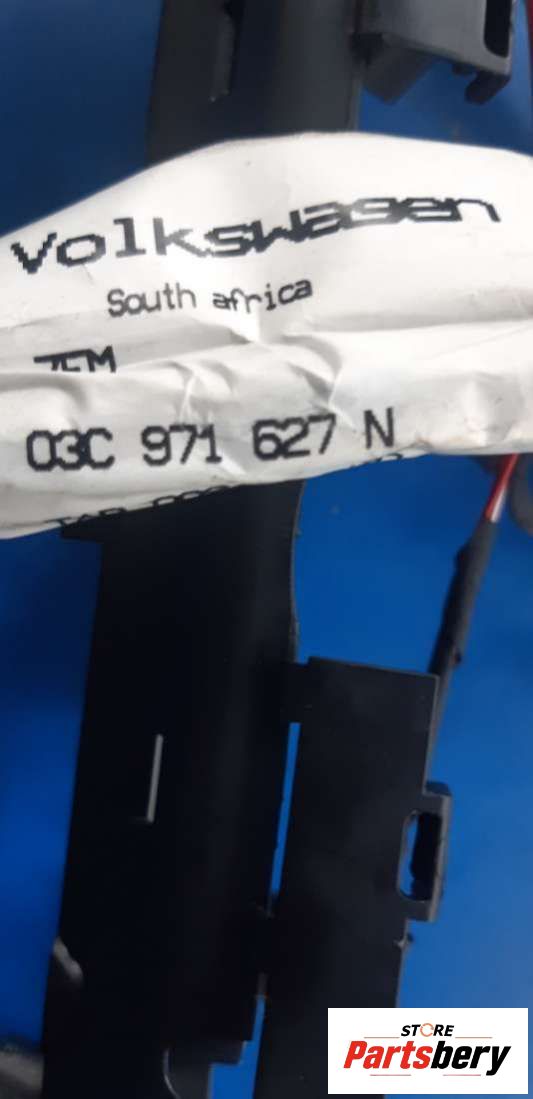 Volkswagen
South africa
03C 971 627 N
STORE
Partsbery